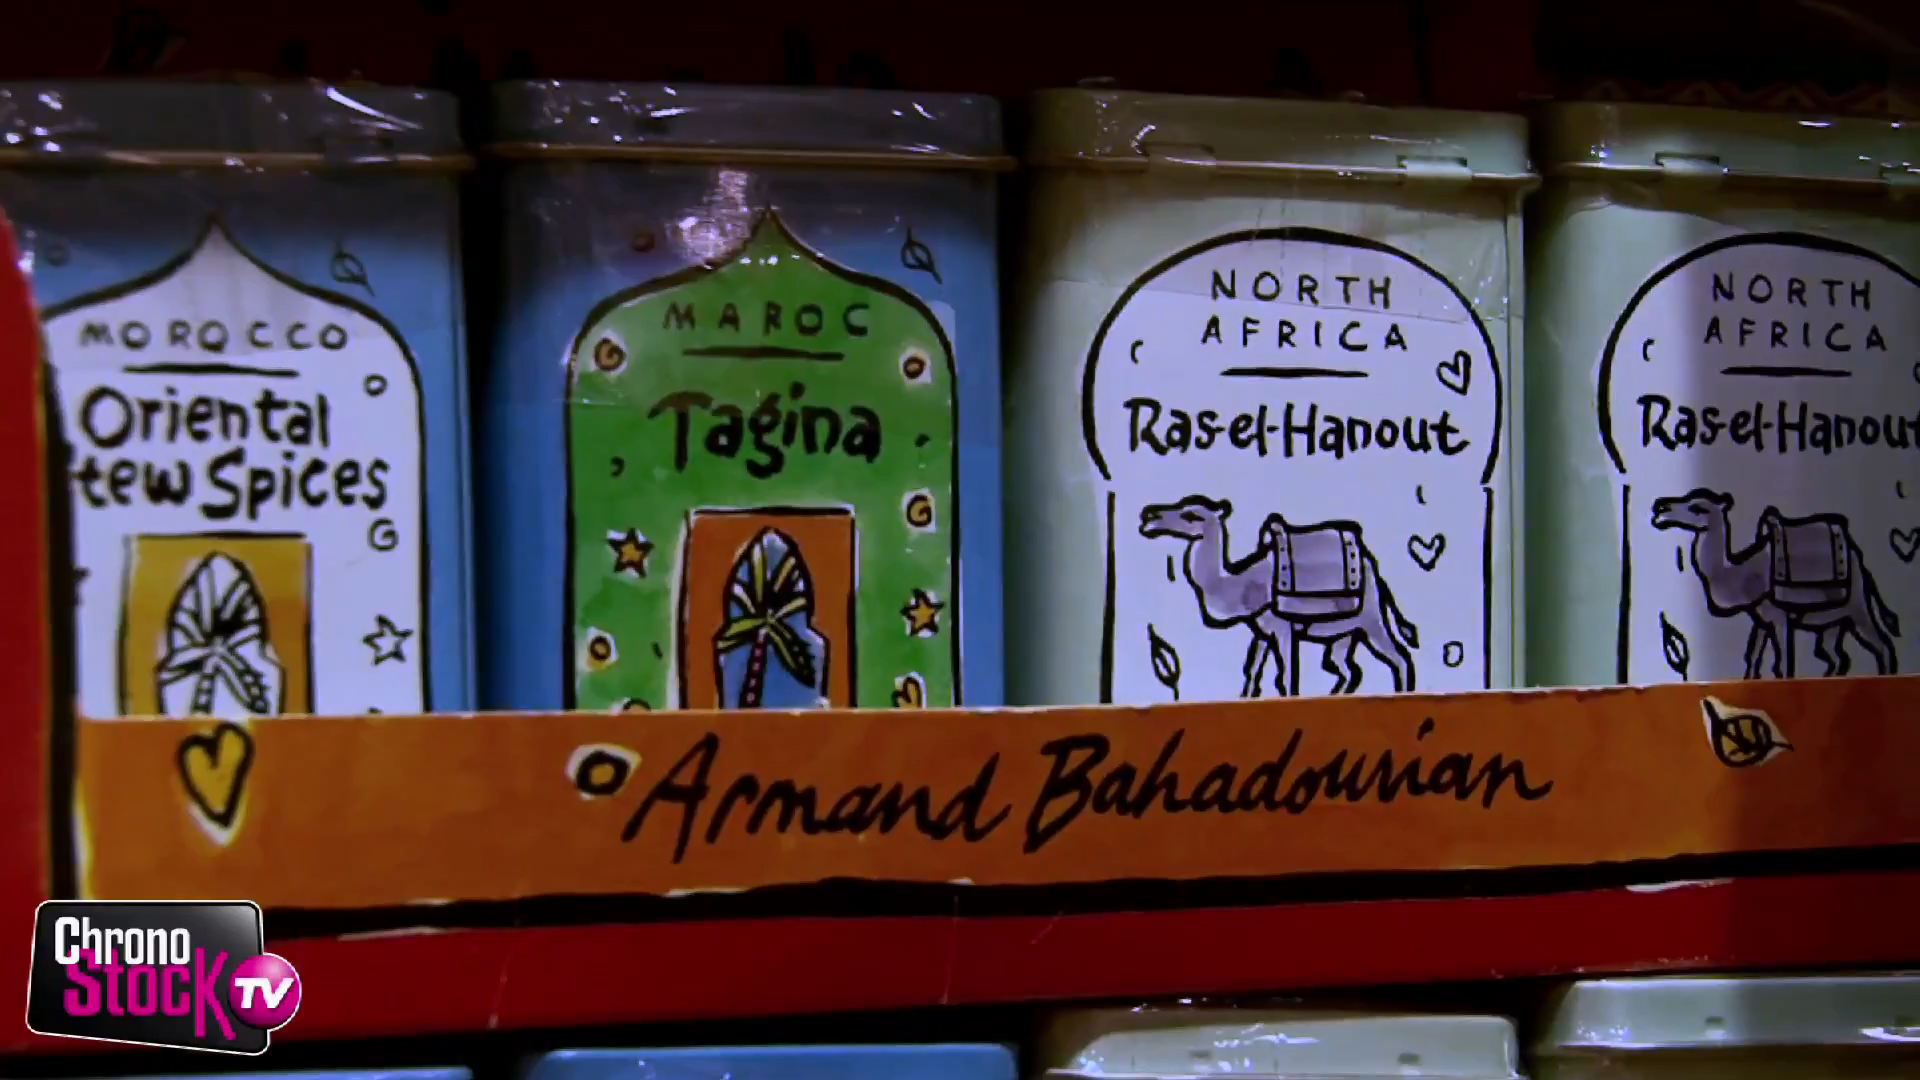 MOROCCO
Oriental
tew Spices
MAROC
Tagina
NORTH
AFRICA
Ras-el-Hanout
NORTH
AFRICA
Ras-el-Hanout
Armand Bahadourian
Chrono
Stock
TV